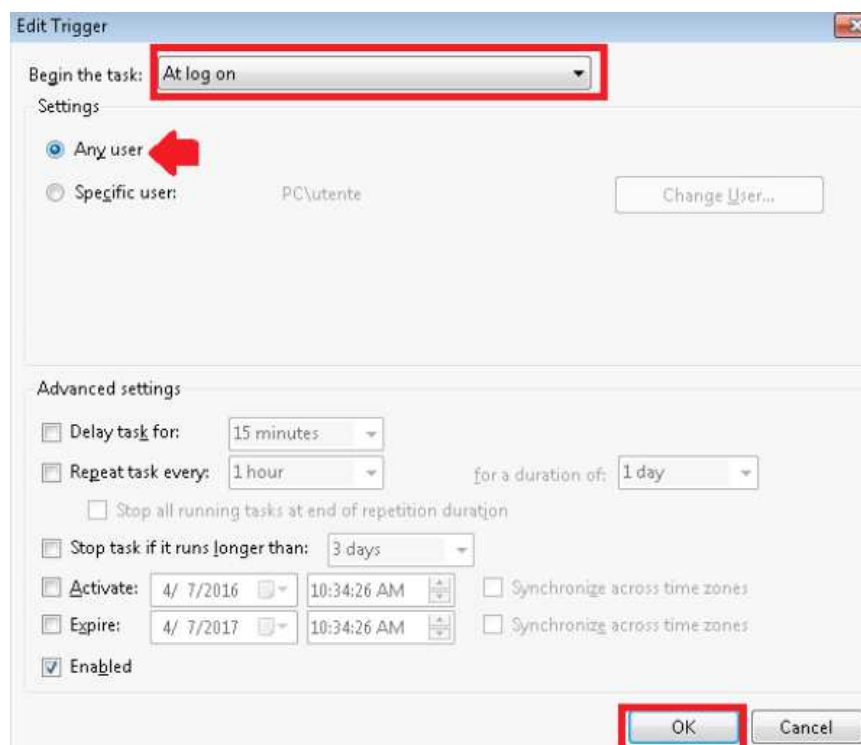 Edit Trigger
Begin the task: At log on
Settings
Any user
Specific user: PC\utente Change User...
Advanced settings
Delay task for: 15 minutes
Repeat task every: 1 hour for a duration of: 1 day
Stop all running tasks at end of repetition duration
Stop task if it runs longer than: 3 days
Activate: 4/ 7/2016 10:34:26 AM Synchronize across time zones
Expire: 4/ 7/2017 10:34:26 AM Synchronize across time zones
Enabled
OK Cancel